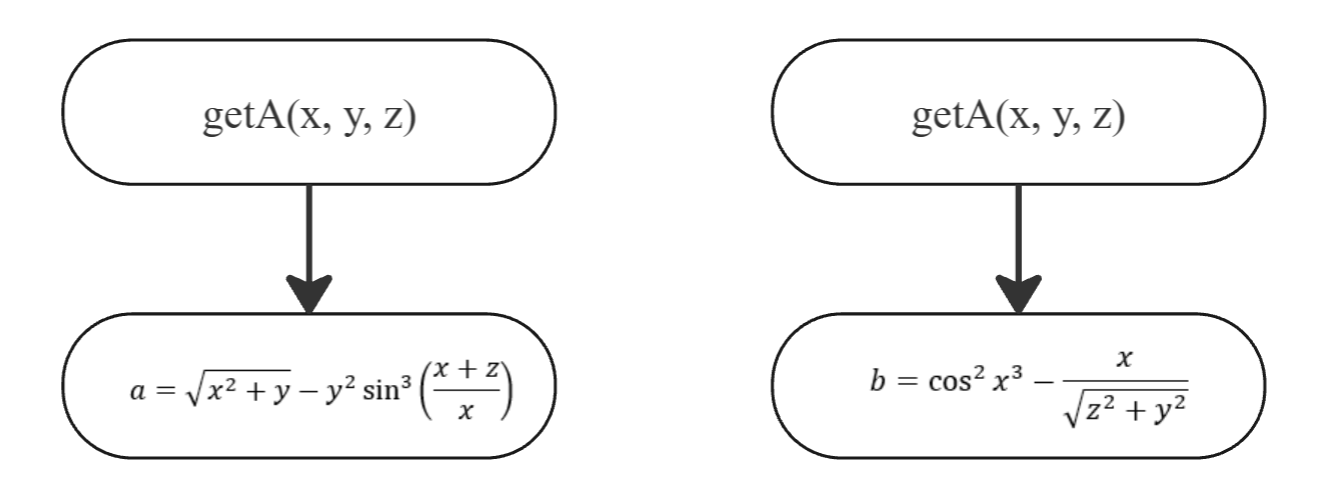 getA(x, y, z)
a = √(x² + y) − y² sin³((x + z)/x)
getA(x, y, z)
b = cos² x³ − x/√(z² + y²)